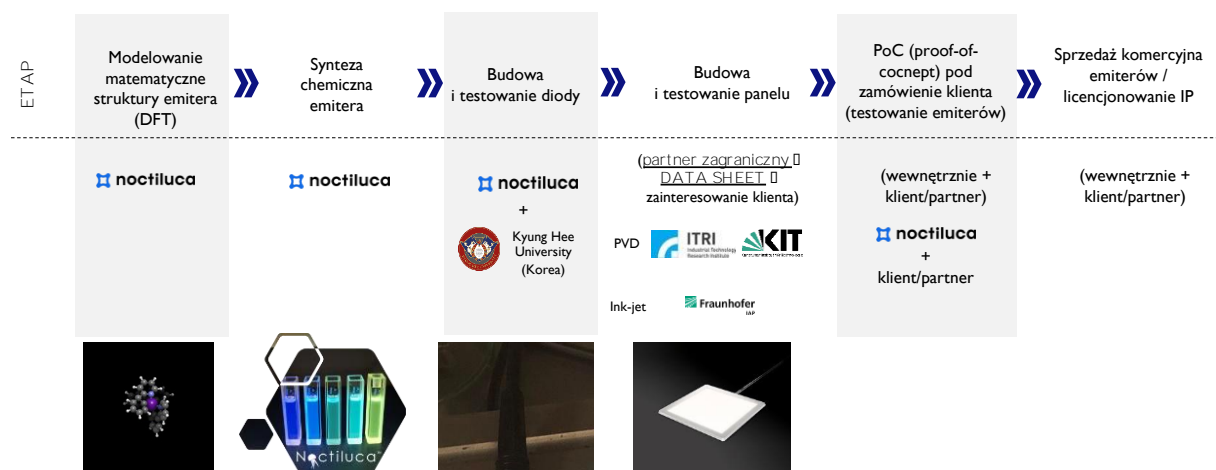 ETAP
Modelowanie
matematyczne
struktury emitera
(DFT)
Synteza
chemiczna
emitera
Budowa
i testowanie diody
Budowa
i testowanie panelu
PoC (proof-of-
cocnept) pod
zamówienie klienta
(testowanie emiterów)
Sprzedaż komercyjna
emiterów /
licencjonowanie IP
noctiluca
noctiluca
noctiluca
+
Kyung Hee
University
(Korea)
(partner zagraniczny
DATA SHEET
zainteresowanie klienta)
PVD
ITRI
Industrial Technology
Research Institute
KIT
Ink-jet
Fraunhofer
IAP
(wewnętrznie +
klient/partner)
noctiluca
+
klient/partner
(wewnętrznie +
klient/partner)
Noctiluca